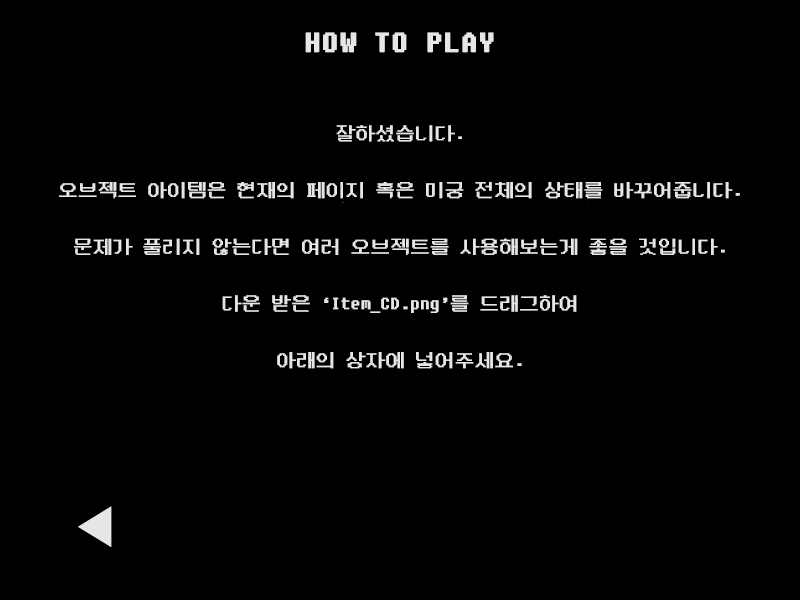 HOW TO PLAY
잘하셨습니다.
오브젝트 아이템은 현재의 페이지 혹은 미궁 전체의 상태를 바꾸어줍니다.
문제가 풀리지 않는다면 여러 오브젝트를 사용해보는게 좋을 것입니다.
다운 받은 ‘Item_CD.png’를 드래그하여
아래의 상자에 넣어주세요.